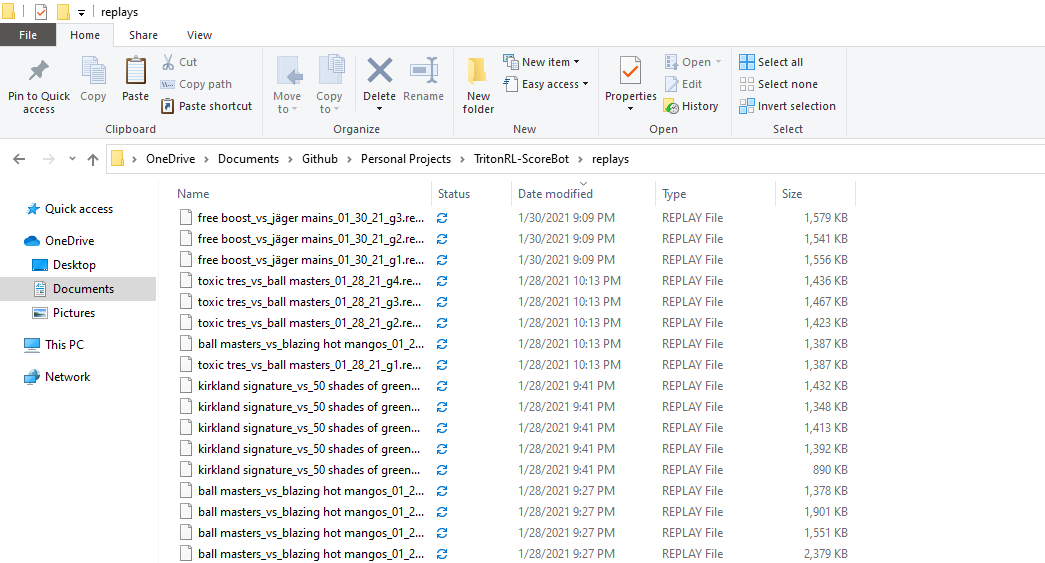 replays
File Home Share View
Pin to Quick access
Copy
Paste
Cut
Copy path
Paste shortcut
Clipboard
Move to
Copy to
Delete
Rename
Organize
New folder
New item
Easy access
New
Properties
Open
Edit
History
Open
Select all
Select none
Invert selection
Select
OneDrive Documents Github Personal Projects TritonRL-ScoreBot replays
Quick access
OneDrive
Desktop
Documents
Pictures
This PC
Network
Name Status Date modified Type Size
free boost_vs_jäger mains_01_30_21_g3.re... 1/30/2021 9:09 PM REPLAY File 1,579 KB
free boost_vs_jäger mains_01_30_21_g2.re... 1/30/2021 9:09 PM REPLAY File 1,541 KB
free boost_vs_jäger mains_01_30_21_g1.re... 1/30/2021 9:09 PM REPLAY File 1,556 KB
toxic tres_vs_ball masters_01_28_21_g4.re... 1/28/2021 10:13 PM REPLAY File 1,436 KB
toxic tres_vs_ball masters_01_28_21_g3.re... 1/28/2021 10:13 PM REPLAY File 1,467 KB
toxic tres_vs_ball masters_01_28_21_g2.re... 1/28/2021 10:13 PM REPLAY File 1,423 KB
ball masters_vs_blazing hot mangos_01_2... 1/28/2021 10:13 PM REPLAY File 1,387 KB
toxic tres_vs_ball masters_01_28_21_g1.re... 1/28/2021 10:13 PM REPLAY File 1,387 KB
kirkland signature_vs_50 shades of green... 1/28/2021 9:41 PM REPLAY File 1,432 KB
kirkland signature_vs_50 shades of green... 1/28/2021 9:41 PM REPLAY File 1,348 KB
kirkland signature_vs_50 shades of green... 1/28/2021 9:41 PM REPLAY File 1,413 KB
kirkland signature_vs_50 shades of green... 1/28/2021 9:41 PM REPLAY File 1,392 KB
kirkland signature_vs_50 shades of green... 1/28/2021 9:41 PM REPLAY File 890 KB
ball masters_vs_blazing hot mangos_01_2... 1/28/2021 9:27 PM REPLAY File 1,378 KB
ball masters_vs_blazing hot mangos_01_2... 1/28/2021 9:27 PM REPLAY File 1,901 KB
ball masters_vs_blazing hot mangos_01_2... 1/28/2021 9:27 PM REPLAY File 1,551 KB
ball masters_vs_blazing hot mangos_01_2... 1/28/2021 9:27 PM REPLAY File 2,379 KB